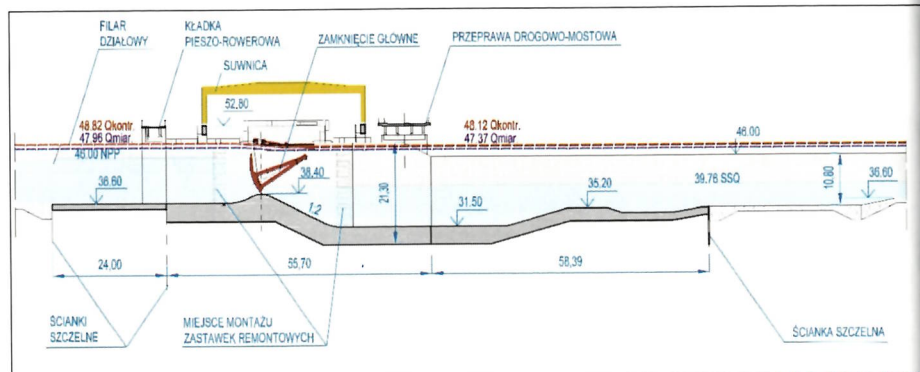 FILAR
DZIAŁOWY
KŁADKA
PIESZO-ROWEROWA
SUWNICA
ZAMKNIĘCIE GŁÓWNE
PRZEPRAWA DROGOWO-MOSTOWA
52,80
48.82 Qkontr.
47.96 Qmiar
46.00 NPP
48.12 Qkontr.
47.37 Qmiar
46.00
36.60
38.40
1:2
21,30
31.50
35.20
39.76 SSQ
10,80
36.60
24,00
55,70
58,39
ŚCIANKI
SZCZELNE
MIEJSCE MONTAŻU
ZASTAWEK REMONTOWYCH
ŚCIANKA SZCZELNA